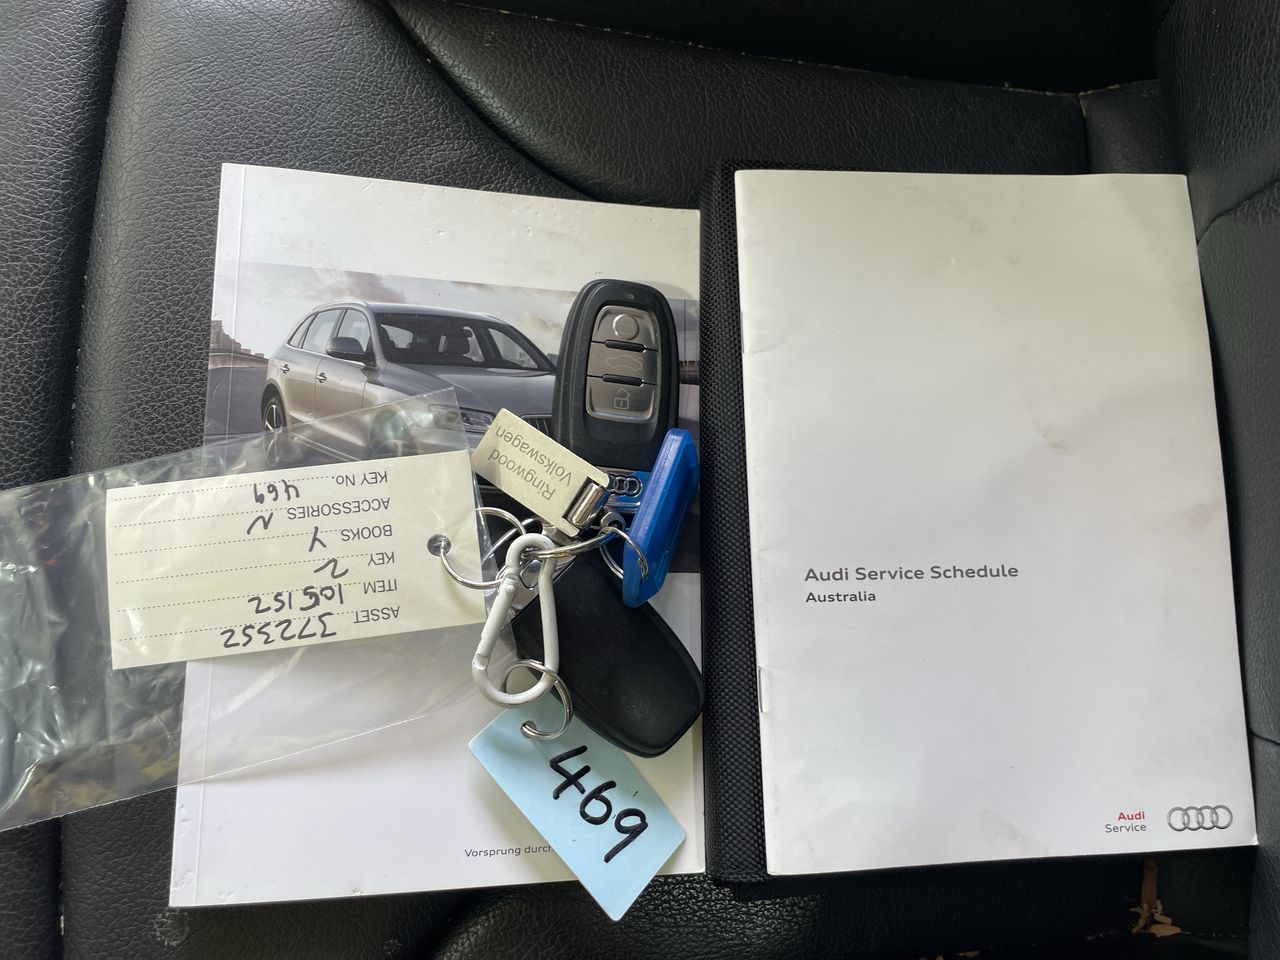 Ringwood
Volkswagen
ASSET 372352
ITEM 105152
KEY 2
BOOKS Y
ACCESSORIES N
KEY No. 469
469
Vorsprung durc
Audi Service Schedule
Australia
Audi
Service